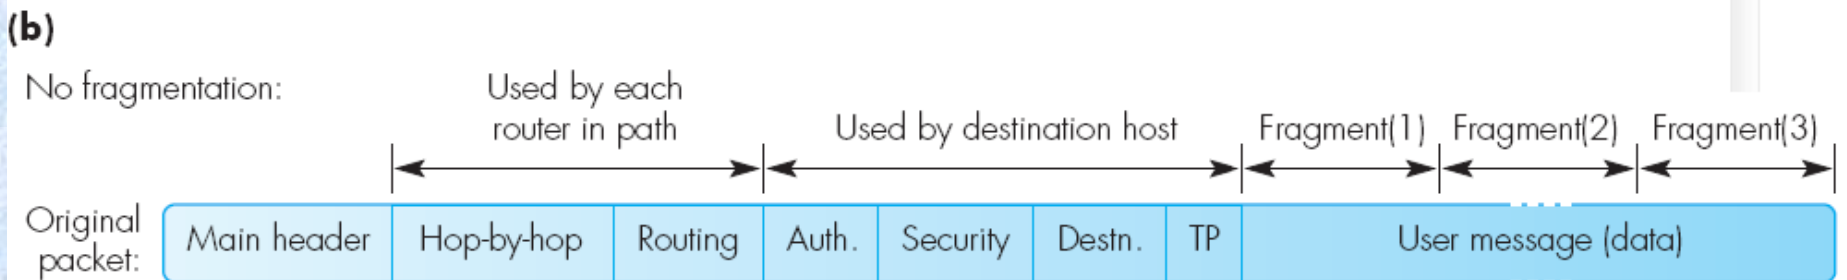 (b)
No fragmentation:
Used by each
router in path
Used by destination host
Fragment(1)
Fragment(2)
Fragment(3)
Original
packet:
Main header
Hop-by-hop
Routing
Auth.
Security
Destn.
TP
User message (data)